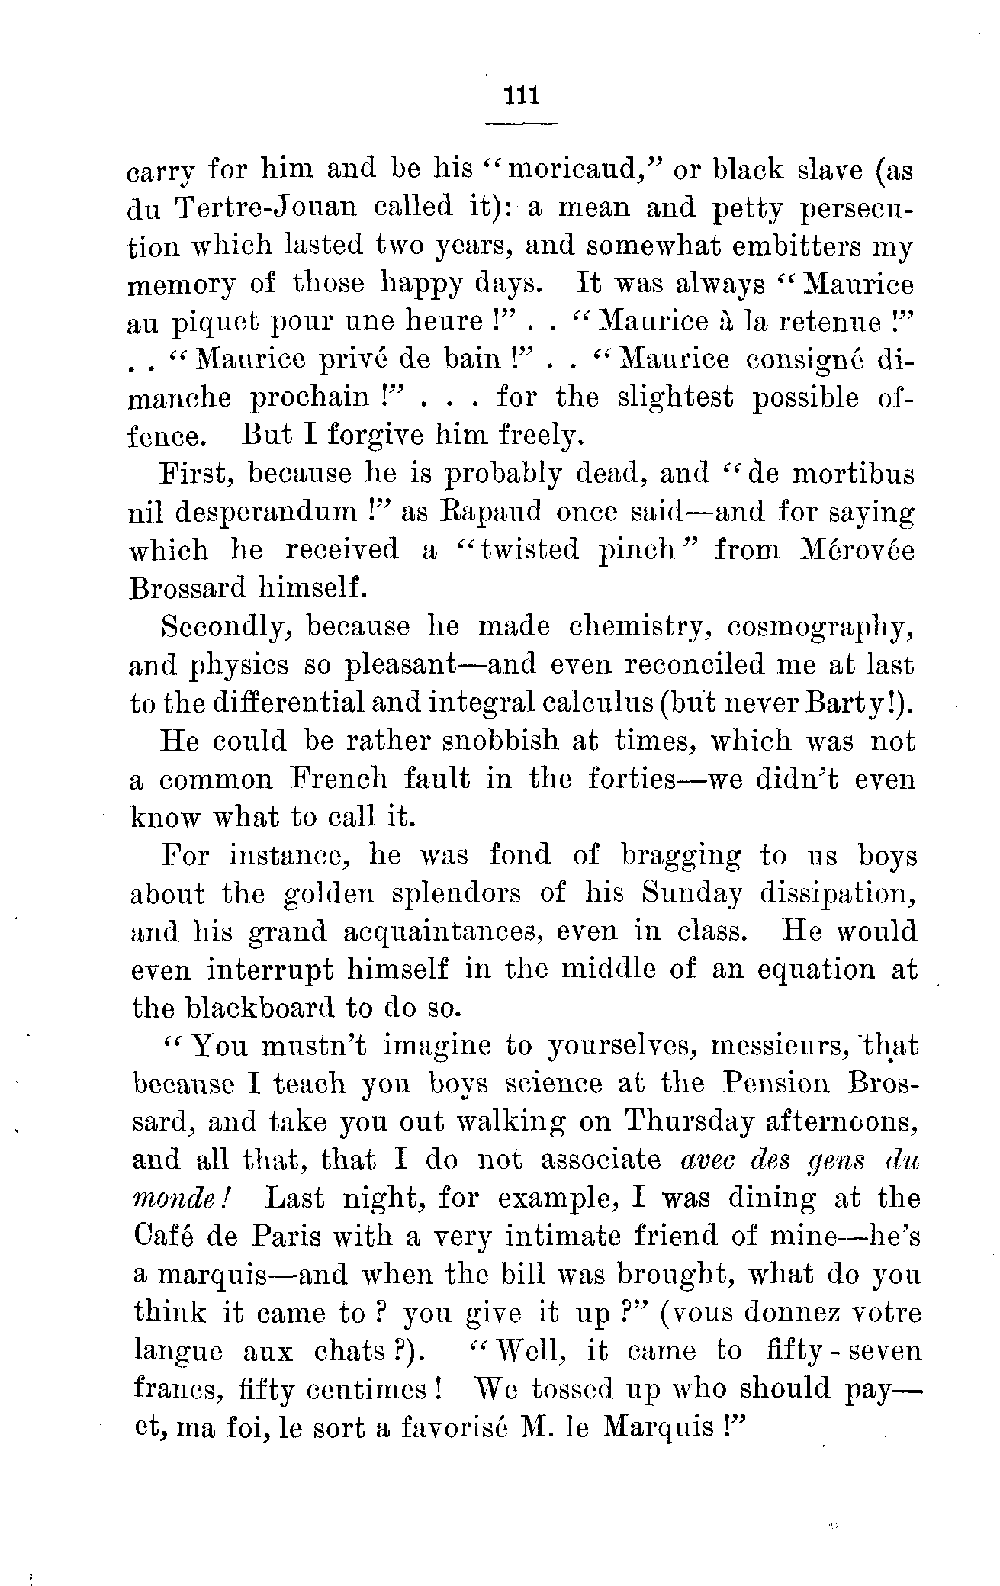 111
carry for him and be his “moricaud,” or black slave (as
du Tertre-Jouan called it): a mean and petty persecu-
tion which lasted two years, and somewhat embitters my
memory of those happy days. It was always “Maurice
au piquet pour une heure!” . . “Maurice à la retenue!”
. . “Maurice privé de bain!” . . “Maurice consigné di-
manche prochain!” . . . for the slightest possible of-
fence. But I forgive him freely.
First, because he is probably dead, and “de mortibus
nil desperandum!” as Rapaud once said—and for saying
which he received a “twisted pinch” from Mérovée
Brossard himself.
Secondly, because he made chemistry, cosmography,
and physics so pleasant—and even reconciled me at last
to the differential and integral calculus (but never Barty!).
He could be rather snobbish at times, which was not
a common French fault in the forties—we didn’t even
know what to call it.
For instance, he was fond of bragging to us boys
about the golden splendors of his Sunday dissipation,
and his grand acquaintances, even in class. He would
even interrupt himself in the middle of an equation at
the blackboard to do so.
“You mustn’t imagine to yourselves, messieurs, that
because I teach you boys science at the Pension Bros-
sard, and take you out walking on Thursday afternoons,
and all that, that I do not associate avec des gens du
monde! Last night, for example, I was dining at the
Café de Paris with a very intimate friend of mine—he’s
a marquis—and when the bill was brought, what do you
think it came to? you give it up?” (vous donnez votre
langue aux chats?). “Well, it came to fifty-seven
francs, fifty centimes! We tossed up who should pay—
et, ma foi, le sort a favorisé M. le Marquis!”